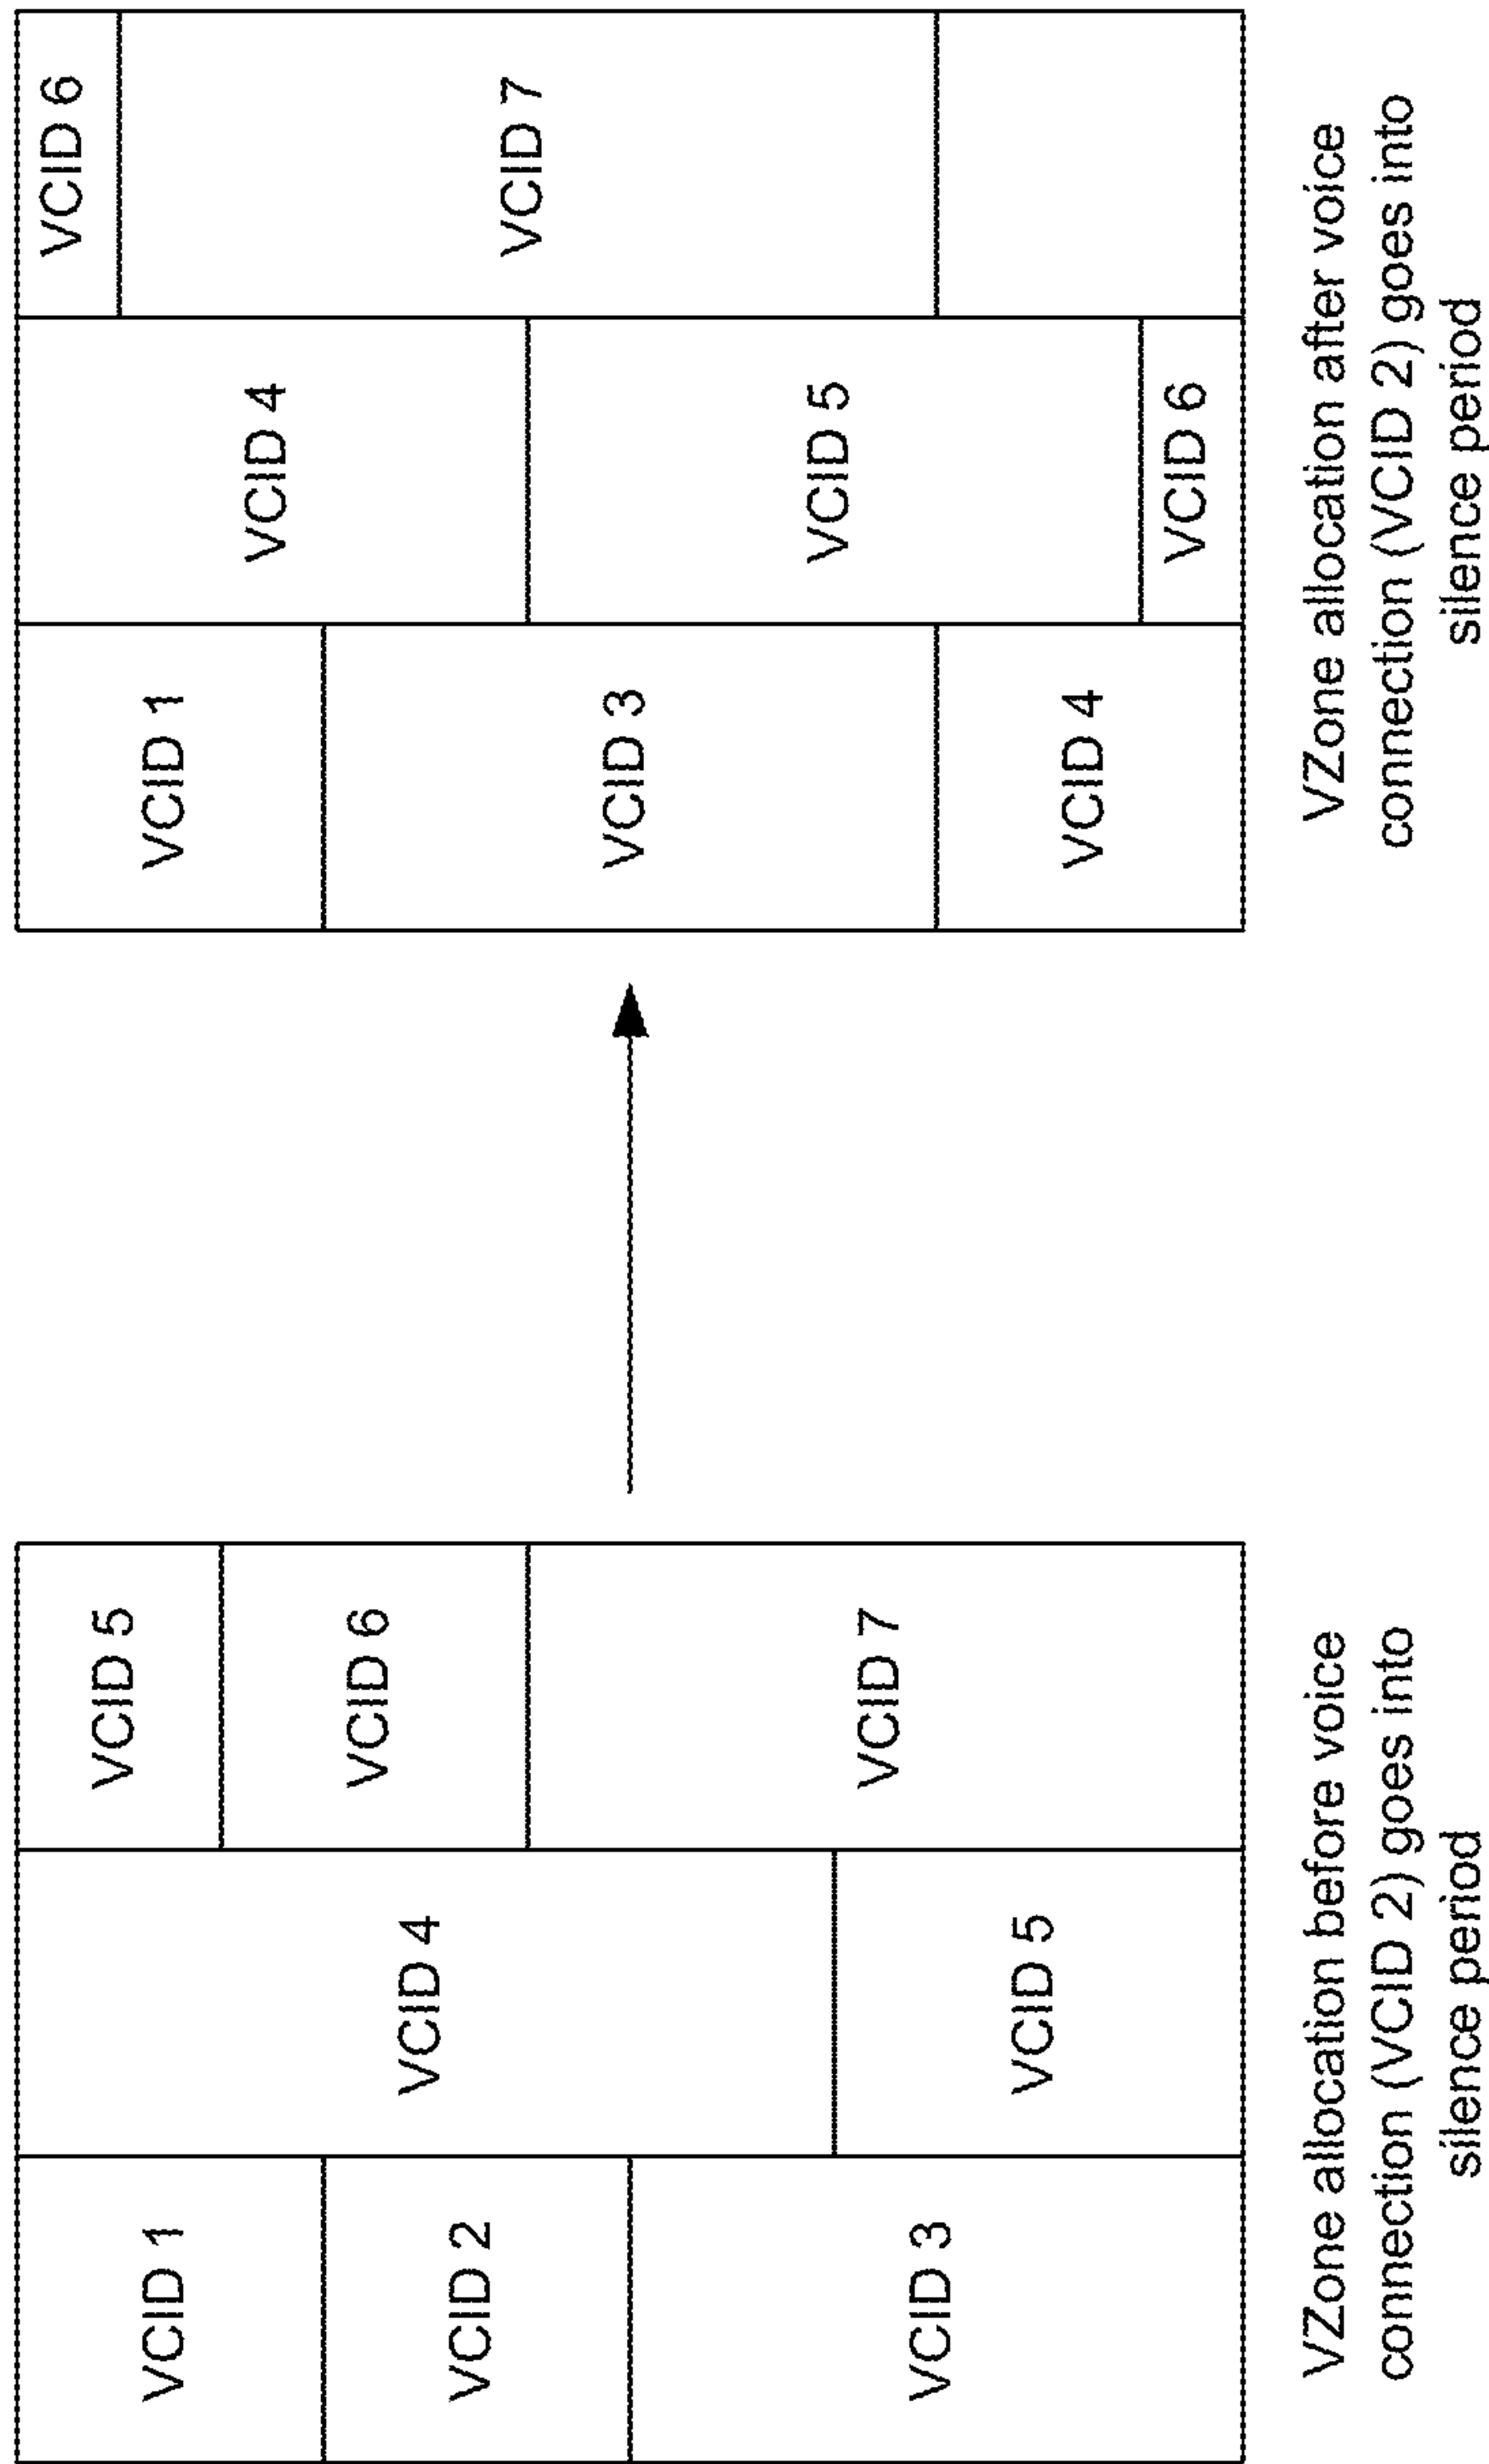 VCID 1
VCID 2
VCID 3
VCID 4
VCID 5
VCID 5
VCID 6
VCID 7
VZone allocation before voice
connection (VCID 2) goes into
silence period
VCID 1
VCID 3
VCID 4
VCID 4
VCID 5
VCID 6
VCID 6
VCID 7
VZone allocation after voice
connection (VCID 2) goes into
silence period